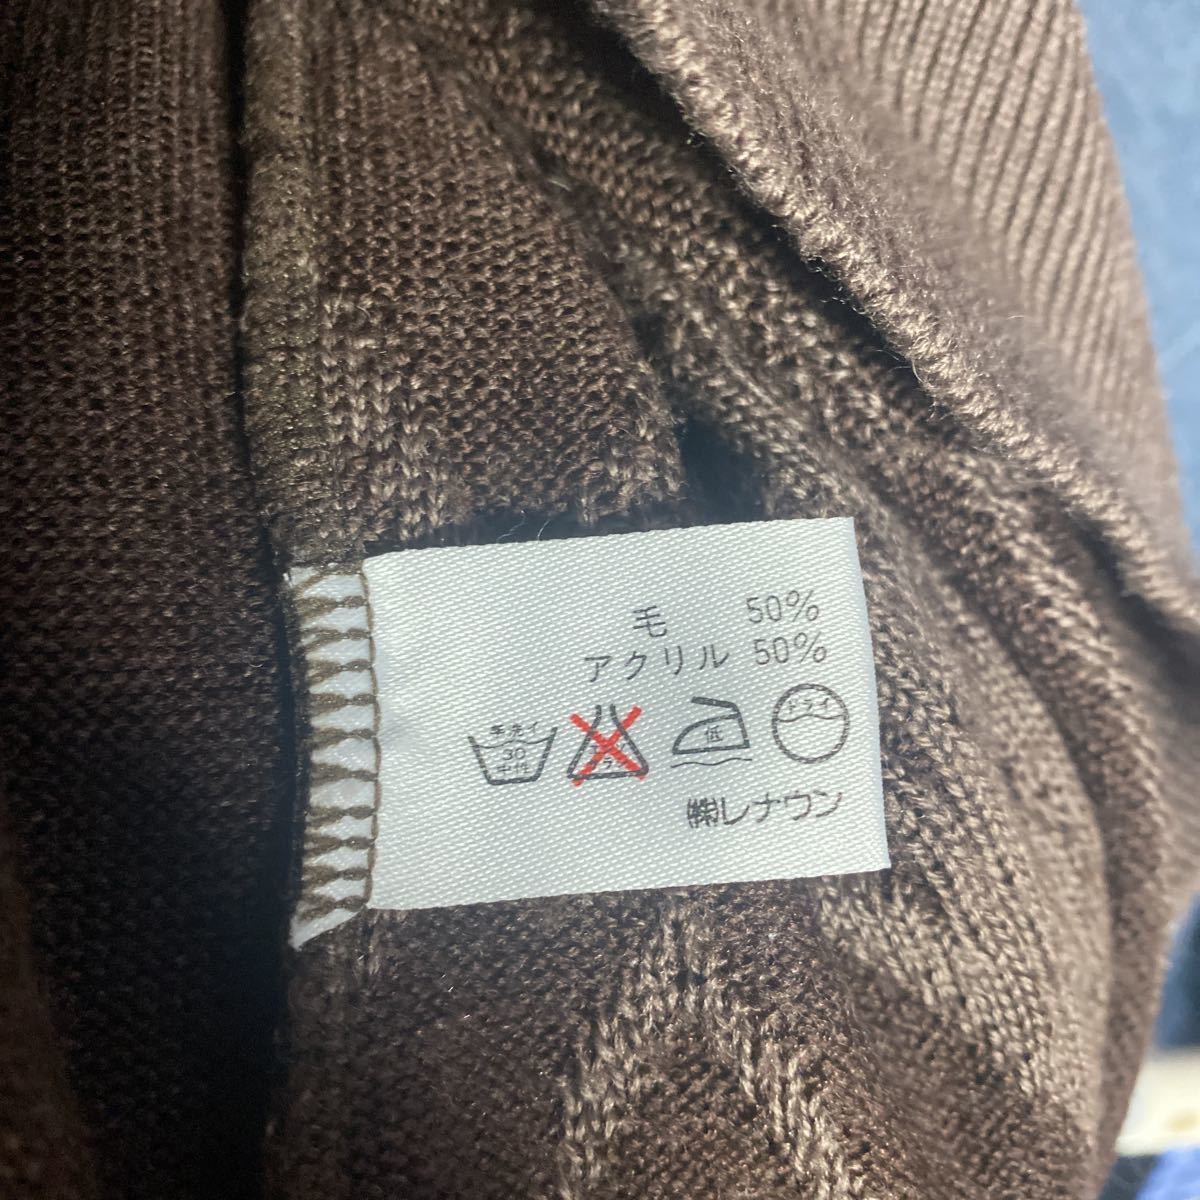 毛 50%
アクリル 50%
手洗イ 30 中性 低 ドライ
㈱レナウン